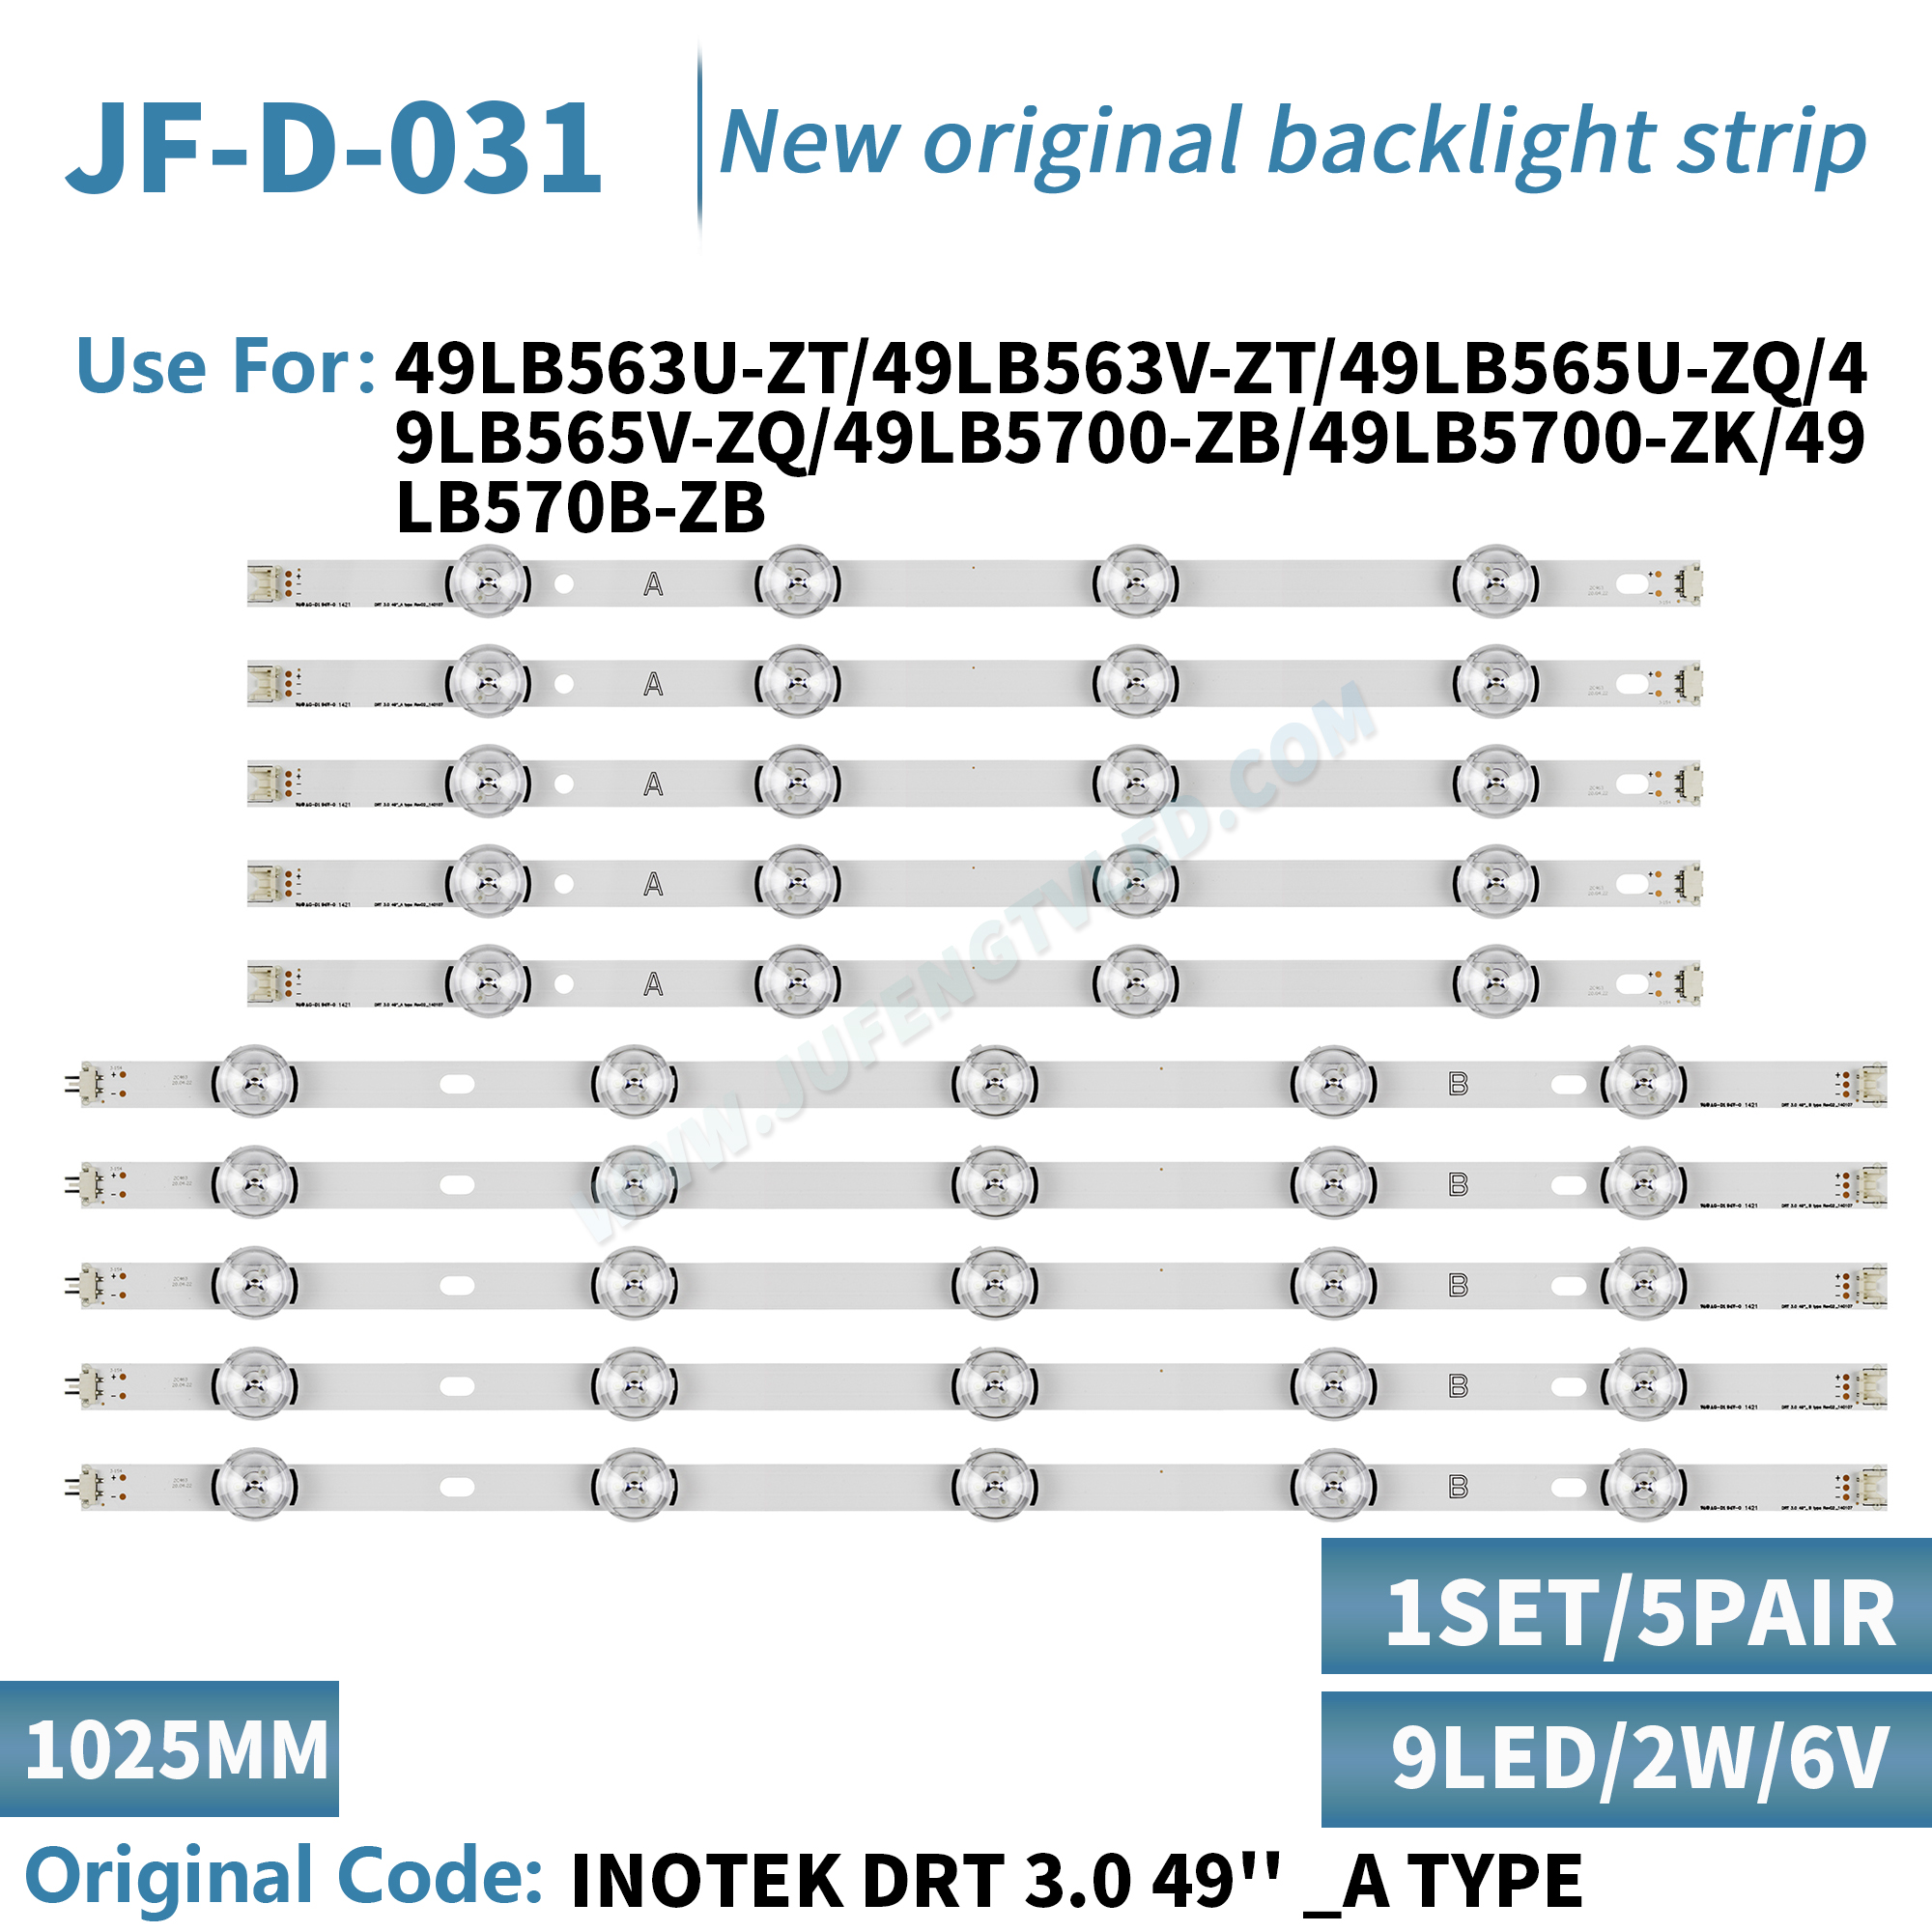 JF-D-031
New original backlight strip
Use For: 49LB563U-ZT/49LB563V-ZT/49LB565U-ZQ/4
9LB565V-ZQ/49LB5700-ZB/49LB5700-ZK/49
LB570B-ZB
A
A
A
A
A
B
B
B
B
B
WWW.JUFENGTVLED.COM
1SET/5PAIR
1025MM
9LED/2W/6V
Original Code: INOTEK DRT 3.0 49'' _A TYPE